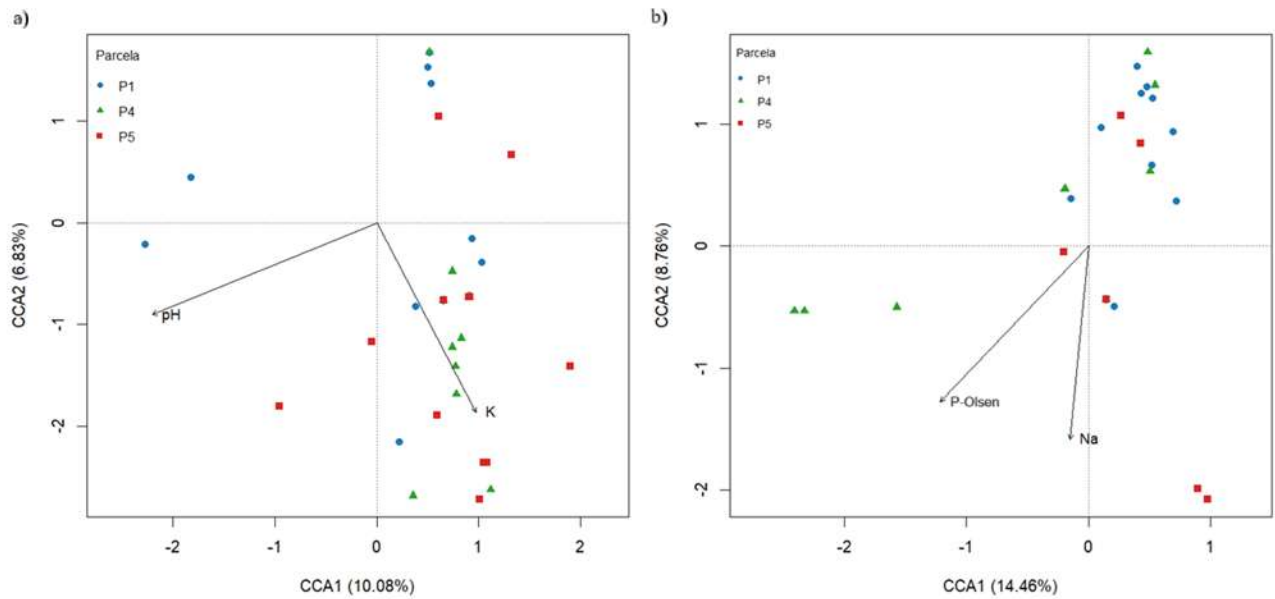 a)
Parcela
P1
P4
P5
pH
K
1
0
-1
-2
-2
-1
0
1
2
CCA2 (6.83%)
CCA1 (10.08%)
b)
Parcela
P1
P4
P5
P-Olsen
Na
1
0
-1
-2
-2
-1
0
1
CCA2 (8.76%)
CCA1 (14.46%)